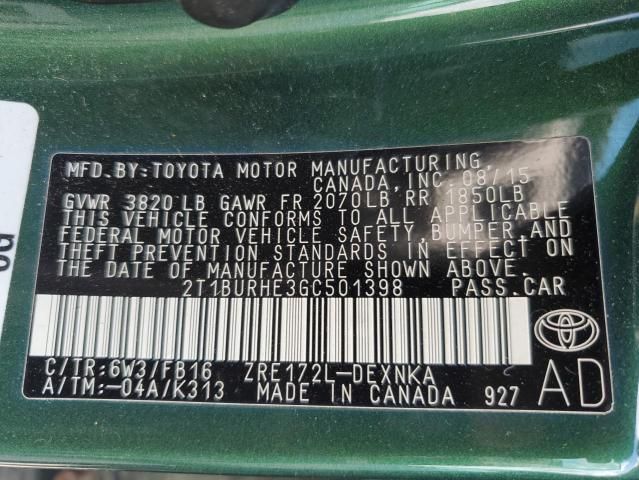 MFD.BY:TOYOTA MOTOR MANUFACTURING,
CANADA, INC. 08/15
GVWR 3820 LB GAWR FR 2070LB, RR 1850LB
THIS VEHICLE CONFORMS TO ALL APPLICABLE
FEDERAL MOTOR VEHICLE SAFETY, BUMPER, AND
THEFT PREVENTION STANDARDS IN EFFECT ON
THE DATE OF MANUFACTURE SHOWN ABOVE.
2T1BURHE3GC501398 PASS.CAR
C/TR:6W3/FB16 ZRE172L-DEXNKA
A/TM:-04A/K313 MADE IN CANADA 927
AD